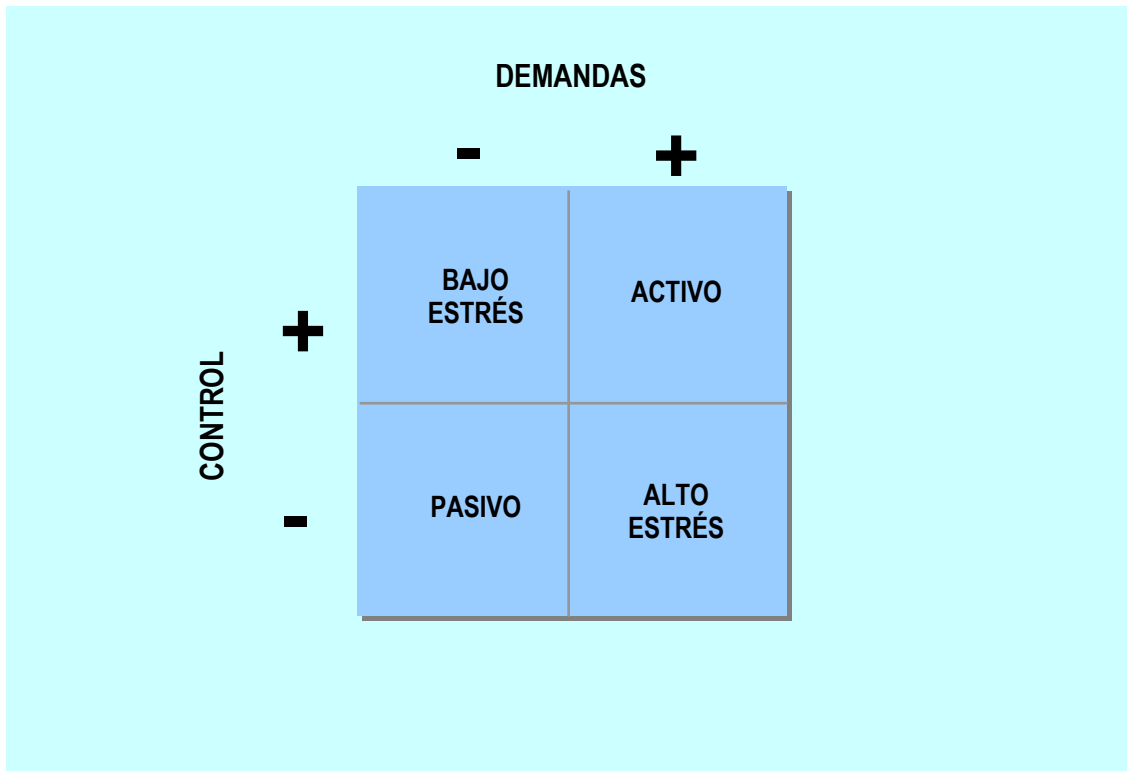 DEMANDAS
- +
BAJO
ESTRÉS
ACTIVO
+
CONTROL
-
PASIVO
ALTO
ESTRÉS